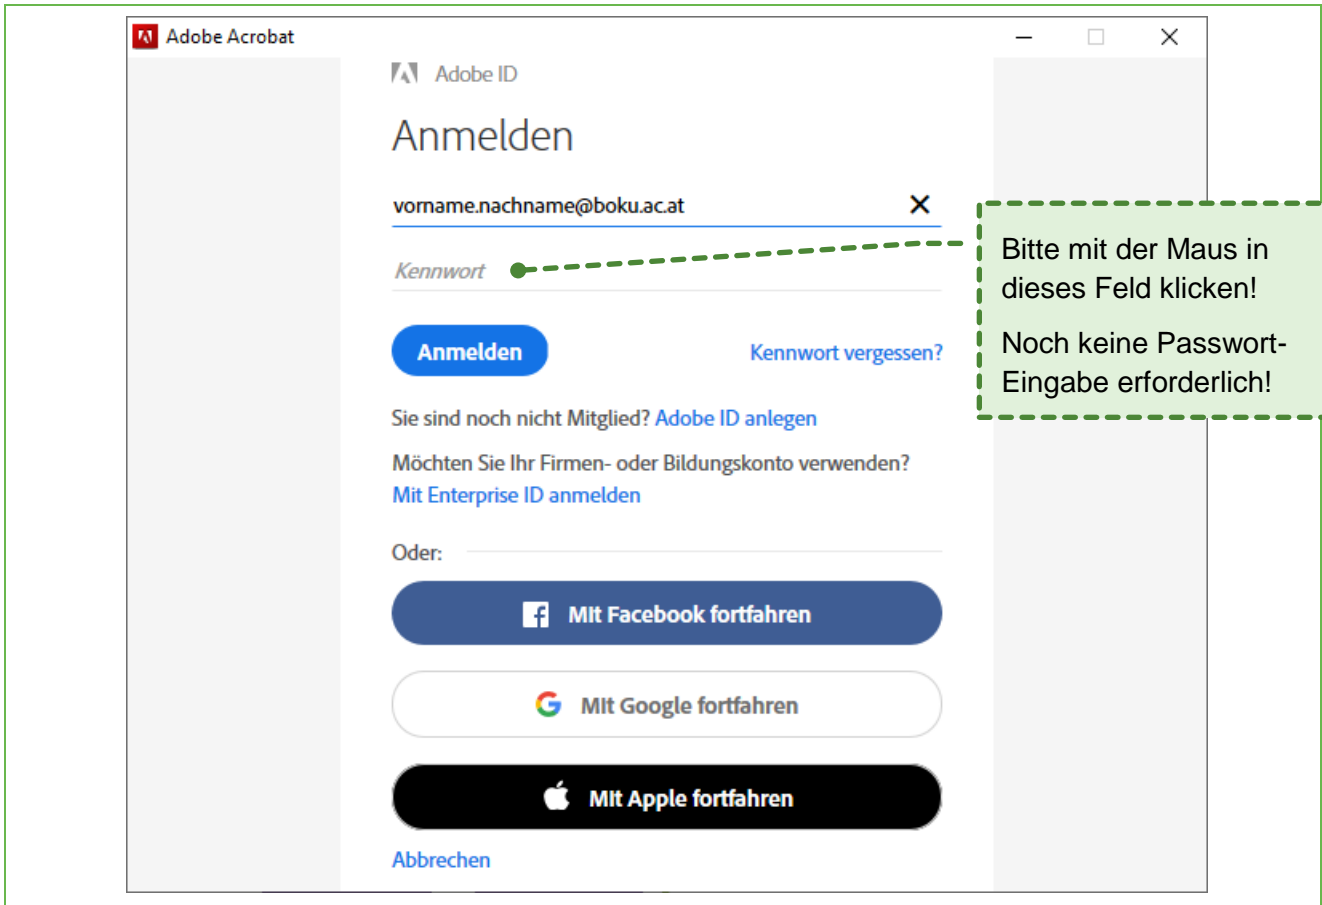 Adobe Acrobat
Adobe ID
Anmelden
vorname.nachname@boku.ac.at
Kennwort
Bitte mit der Maus in
dieses Feld klicken!
Noch keine Passwort-
Eingabe erforderlich!
Anmelden
Kennwort vergessen?
Sie sind noch nicht Mitglied? Adobe ID anlegen
Möchten Sie Ihr Firmen- oder Bildungskonto verwenden?
Mit Enterprise ID anmelden
Oder:
Mit Facebook fortfahren
Mit Google fortfahren
Mit Apple fortfahren
Abbrechen